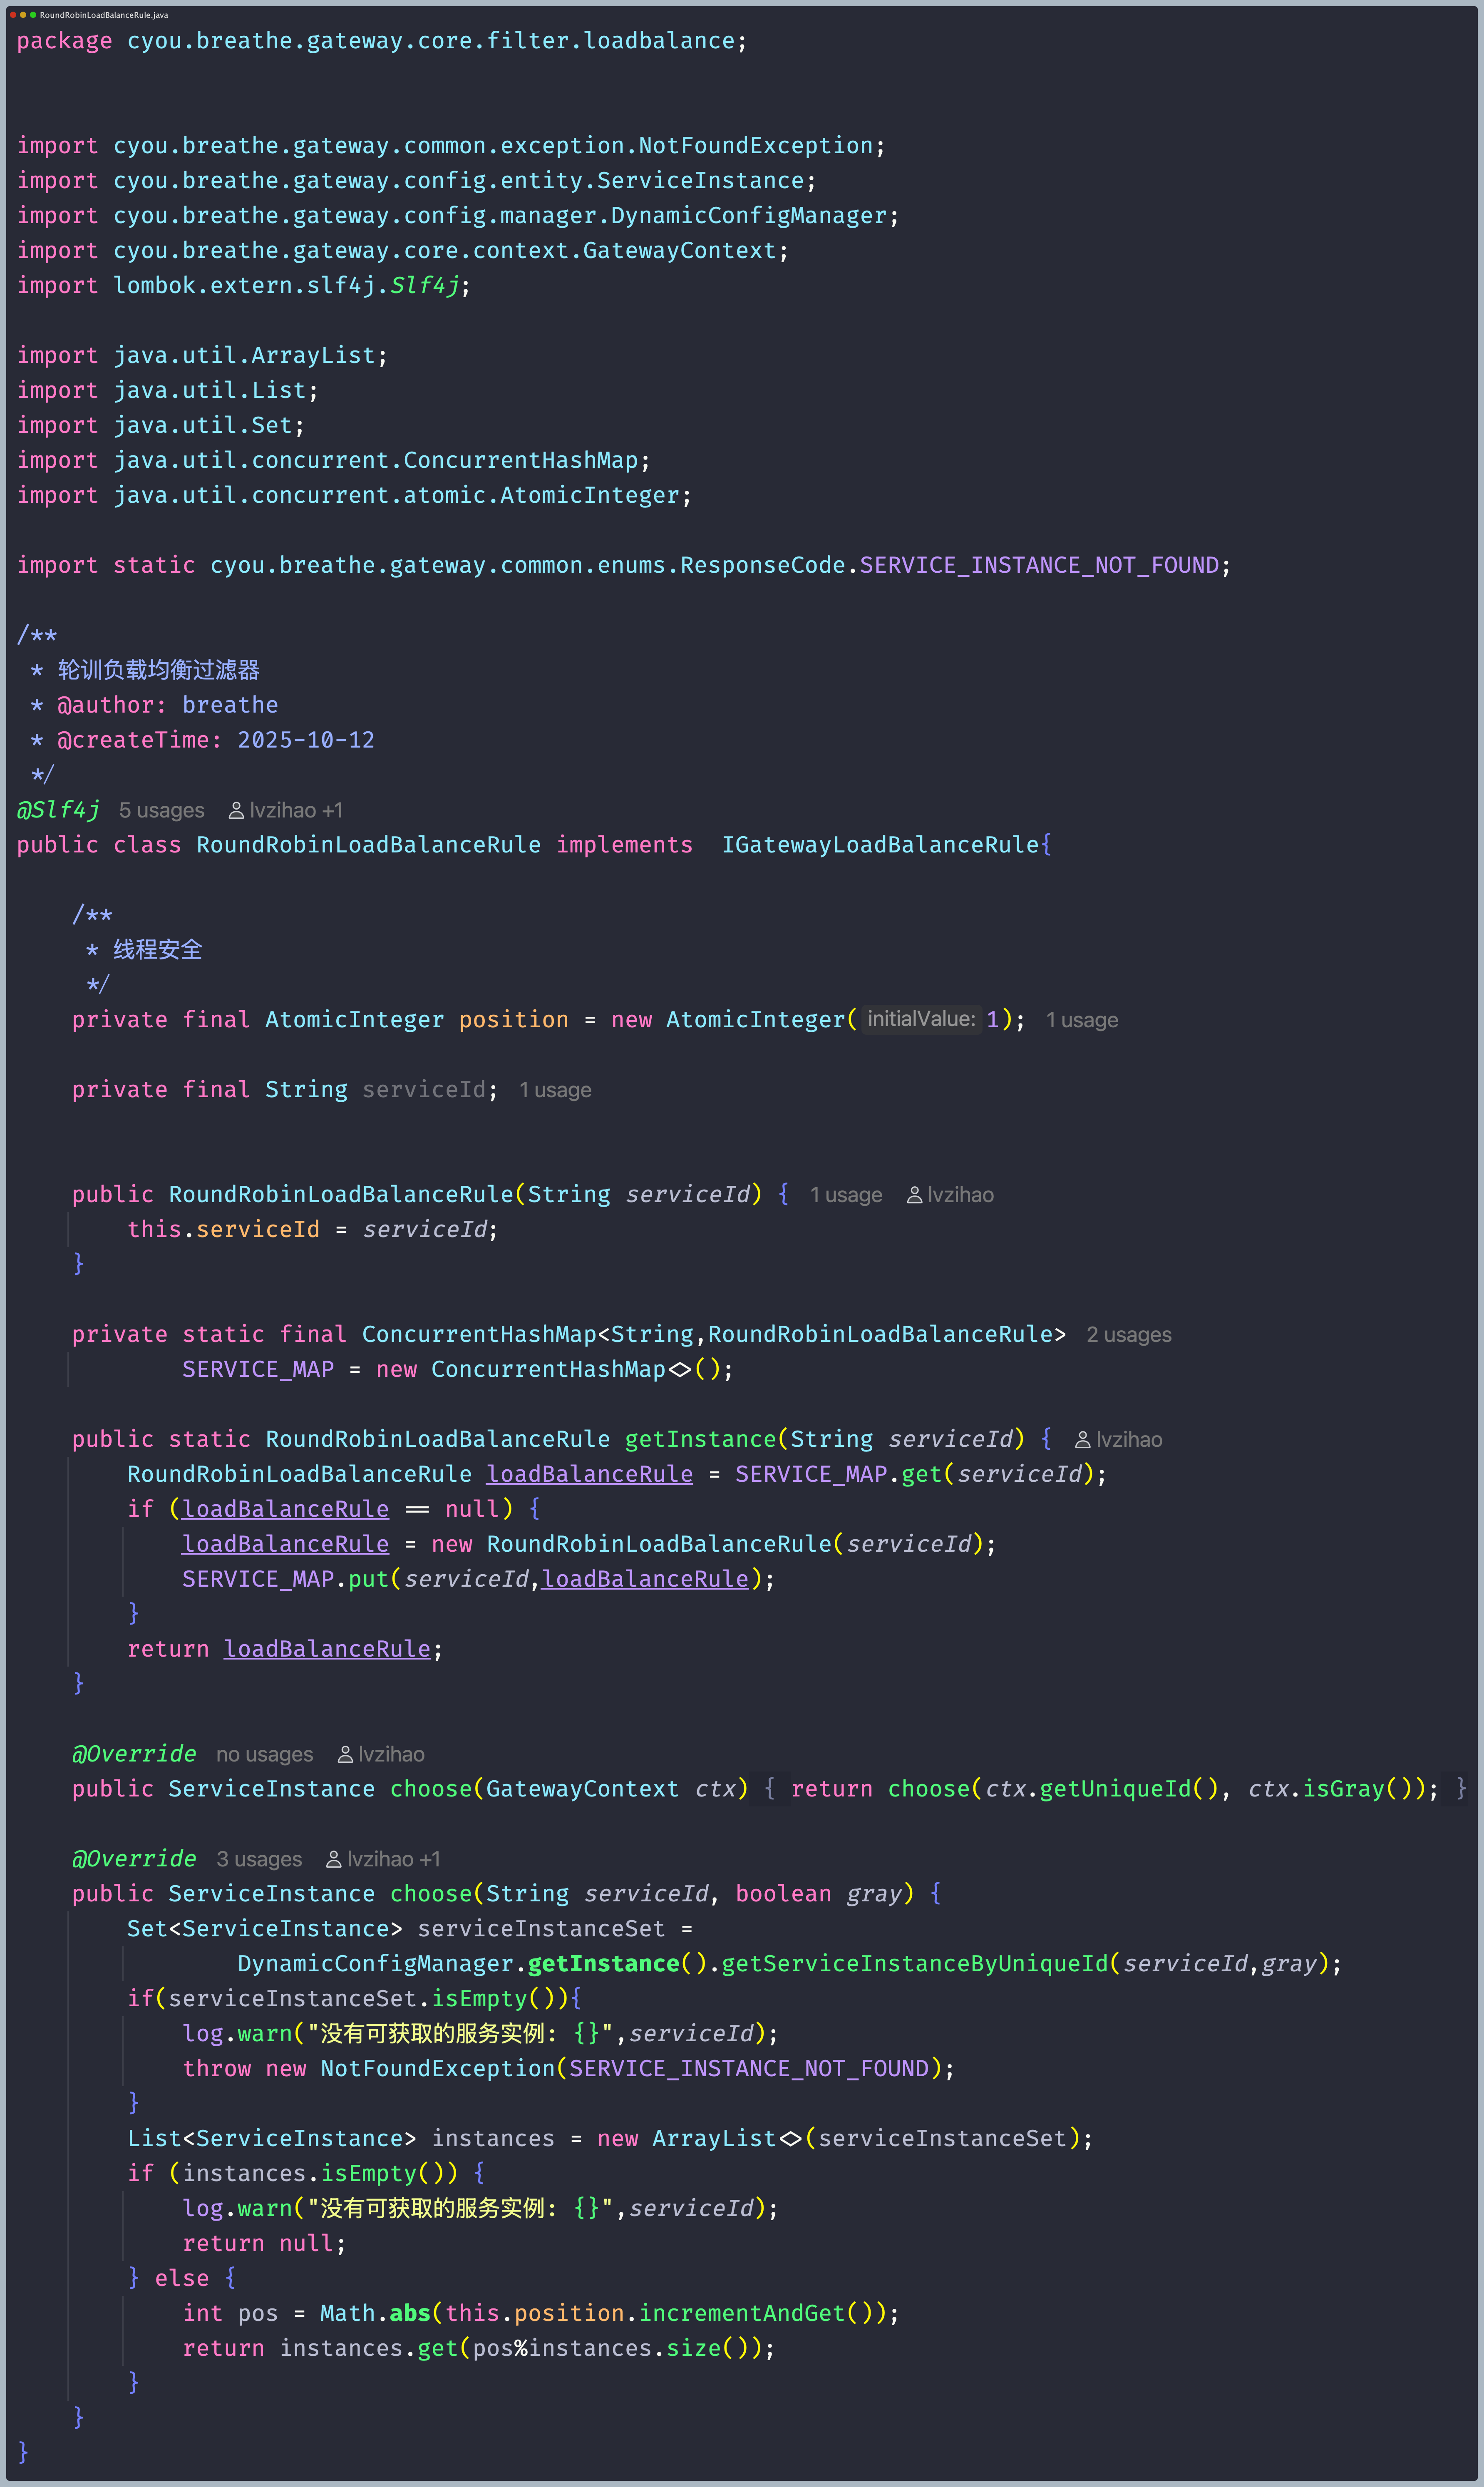 RoundRobinLoadBalanceRule.java
package cyou.breathe.gateway.core.filter.loadbalance;
import cyou.breathe.gateway.common.exception.NotFoundException;
import cyou.breathe.gateway.config.entity.ServiceInstance;
import cyou.breathe.gateway.config.manager.DynamicConfigManager;
import cyou.breathe.gateway.core.context.GatewayContext;
import lombok.extern.slf4j.Slf4j;
import java.util.ArrayList;
import java.util.List;
import java.util.Set;
import java.util.concurrent.ConcurrentHashMap;
import java.util.concurrent.atomic.AtomicInteger;
import static cyou.breathe.gateway.common.enums.ResponseCode.SERVICE_INSTANCE_NOT_FOUND;
/**
 * 轮训负载均衡过滤器
 * @author: breathe
 * @createTime: 2025-10-12
 */
@Slf4j 5 usages lvzihao +1
public class RoundRobinLoadBalanceRule implements  IGatewayLoadBalanceRule{
    /**
     * 线程安全
     */
    private final AtomicInteger position = new AtomicInteger( initialValue: 1); 1 usage
    private final String serviceId; 1 usage
    public RoundRobinLoadBalanceRule(String serviceId) { 1 usage lvzihao
        this.serviceId = serviceId;
    }
    private static final ConcurrentHashMap<String,RoundRobinLoadBalanceRule> 2 usages
            SERVICE_MAP = new ConcurrentHashMap<>();
    public static RoundRobinLoadBalanceRule getInstance(String serviceId) { lvzihao
        RoundRobinLoadBalanceRule loadBalanceRule = SERVICE_MAP.get(serviceId);
        if (loadBalanceRule == null) {
            loadBalanceRule = new RoundRobinLoadBalanceRule(serviceId);
            SERVICE_MAP.put(serviceId,loadBalanceRule);
        }
        return loadBalanceRule;
    }
    @Override no usages lvzihao
    public ServiceInstance choose(GatewayContext ctx) { return choose(ctx.getUniqueId(), ctx.isGray()); }
    @Override 3 usages lvzihao +1
    public ServiceInstance choose(String serviceId, boolean gray) {
        Set<ServiceInstance> serviceInstanceSet =
                DynamicConfigManager.getInstance().getServiceInstanceByUniqueId(serviceId,gray);
        if(serviceInstanceSet.isEmpty()){
            log.warn("没有可获取的服务实例: {}",serviceId);
            throw new NotFoundException(SERVICE_INSTANCE_NOT_FOUND);
        }
        List<ServiceInstance> instances = new ArrayList<>(serviceInstanceSet);
        if (instances.isEmpty()) {
            log.warn("没有可获取的服务实例: {}",serviceId);
            return null;
        } else {
            int pos = Math.abs(this.position.incrementAndGet());
            return instances.get(pos%instances.size());
        }
    }
}